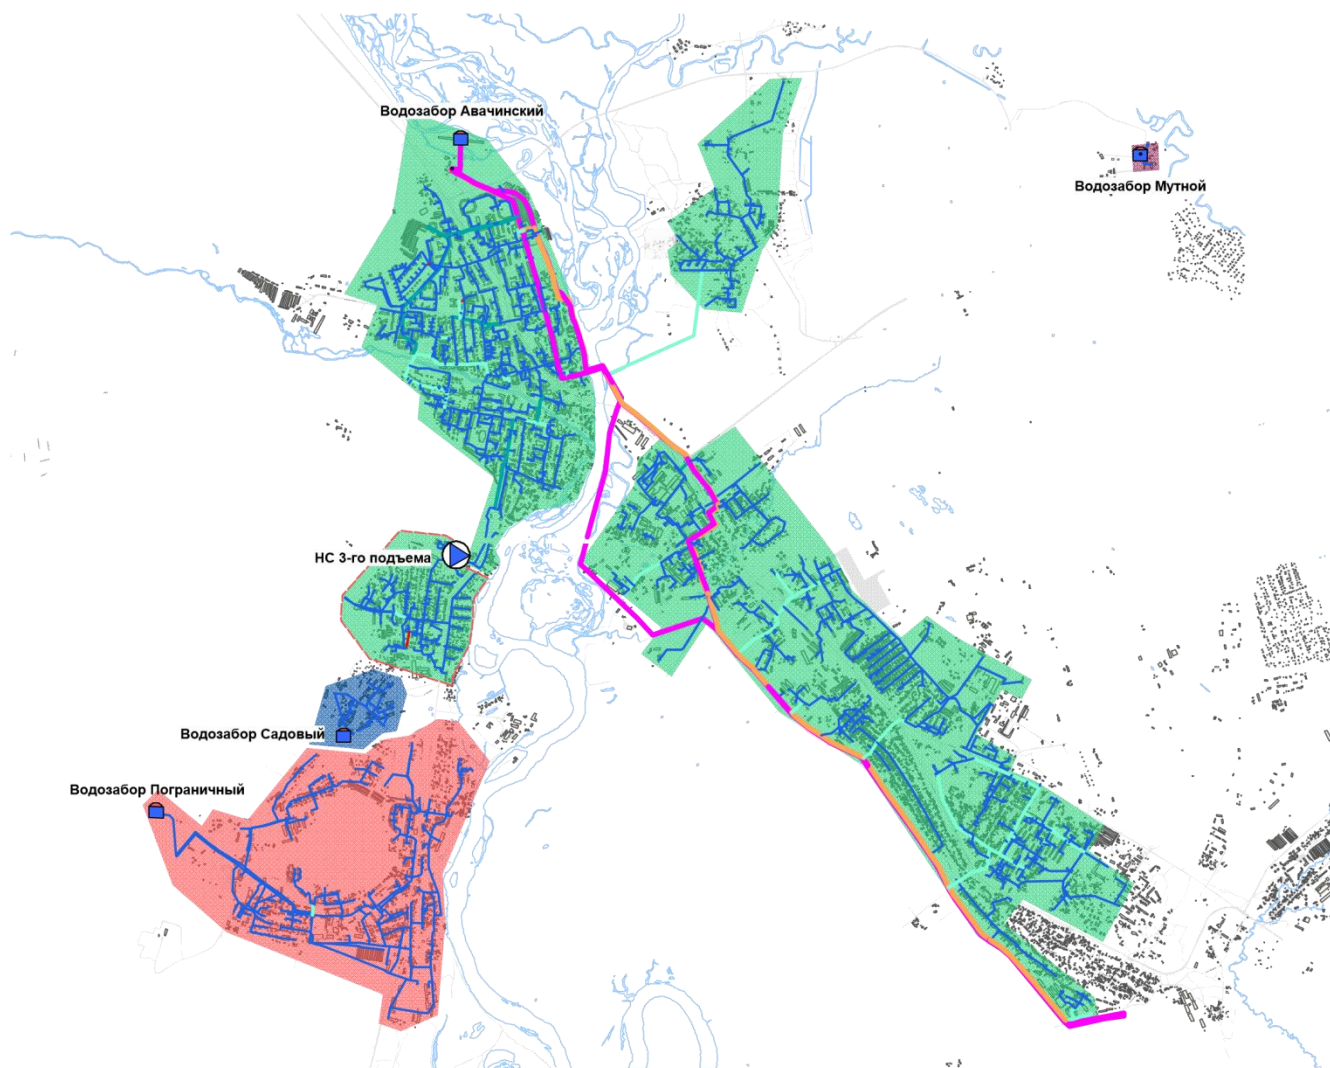 Водозабор Авачинский
Водозабор Мутной
НС 3-го подъема
Водозабор Садовый
Водозабор Пограничный